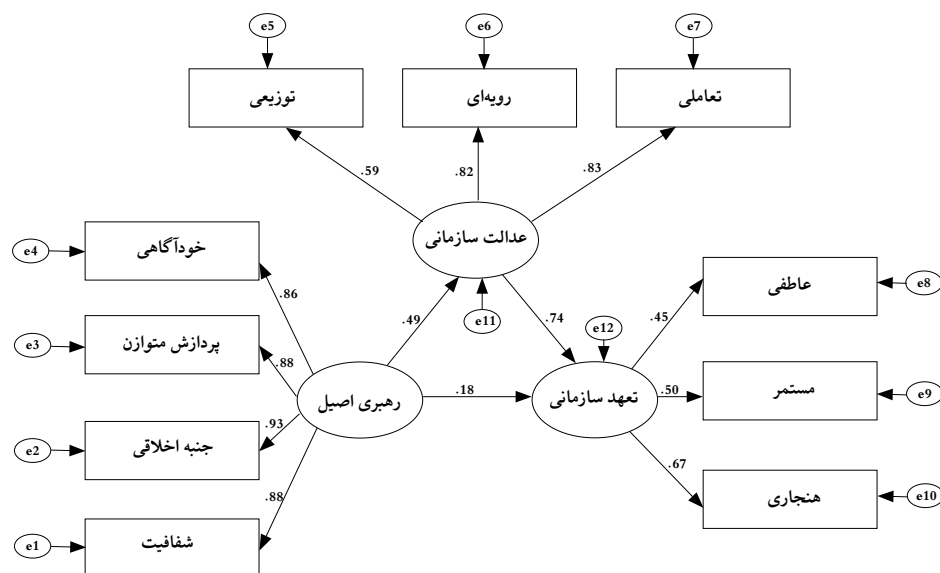 e5
e6
e7
توزیعی
رویه‌ای
تعاملی
.59
.82
.83
عدالت سازمانی
e4
خودآگاهی
عاطفی
e8
.86
.49
e11
.74
e12
.45
e3
پردازش متوازن
.88
رهبری اصیل
.18
تعهد سازمانی
.50
مستمر
e9
e2
جنبه اخلاقی
.93
.67
.88
هنجاری
e10
e1
شفافیت